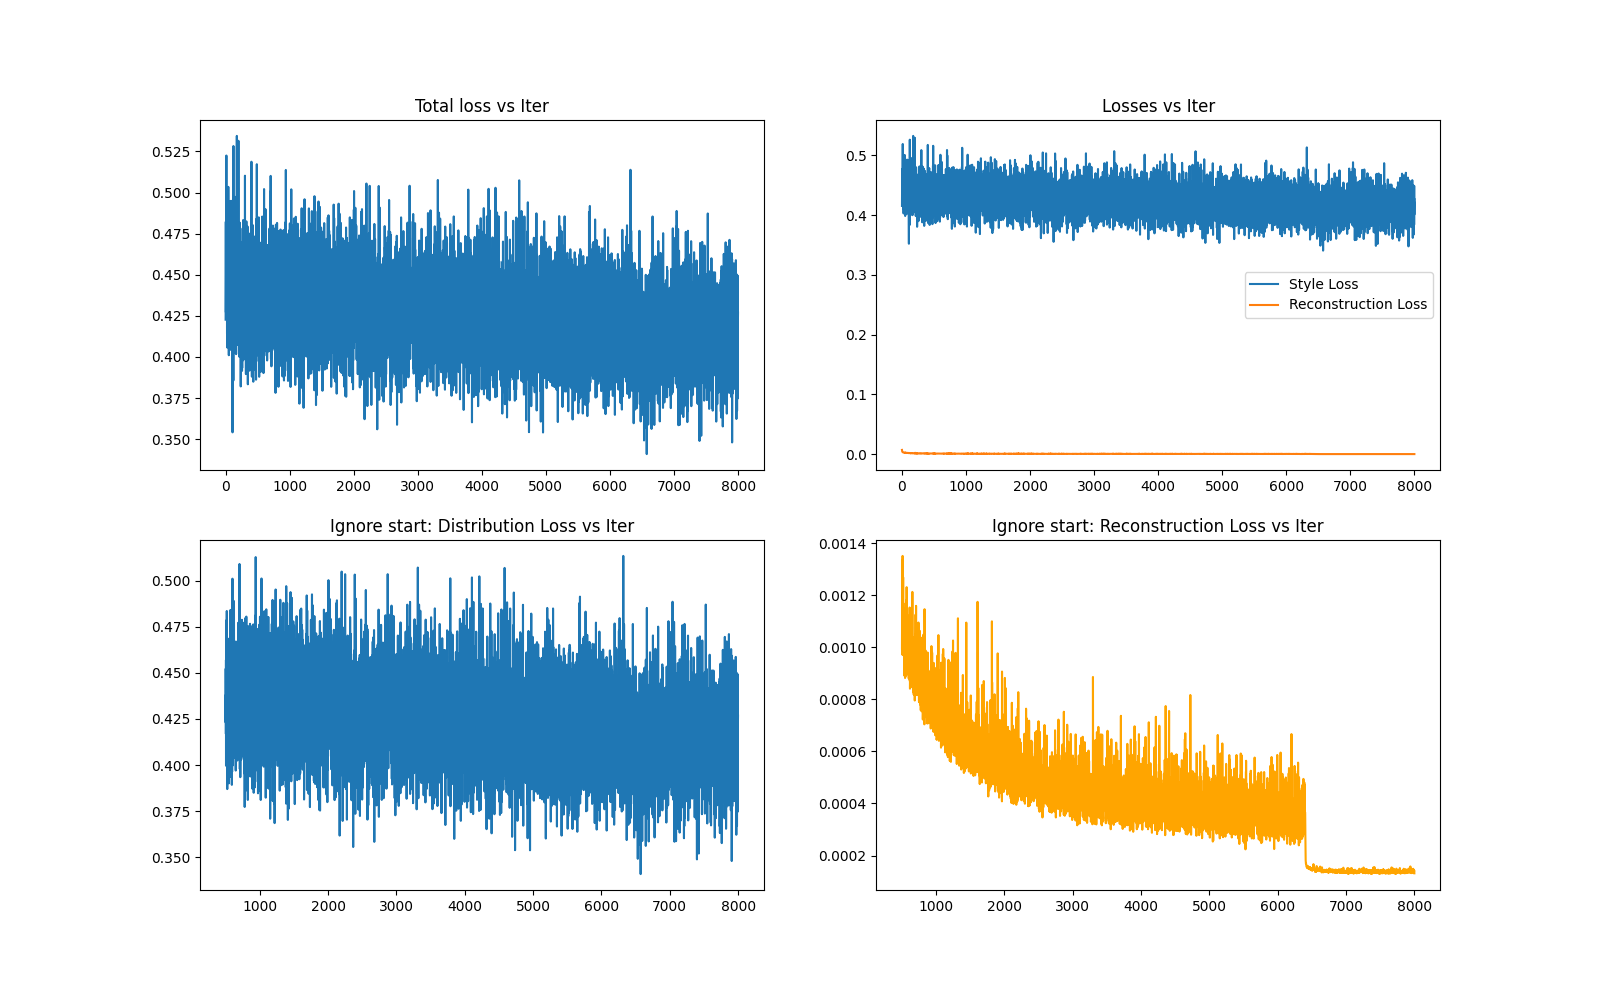 Total loss vs Iter
0.525
0.500
0.475
0.450
0.425
0.400
0.375
0.350
0 1000 2000 3000 4000 5000 6000 7000 8000
Losses vs Iter
0.5
0.4
0.3
0.2
0.1
0.0
Style Loss
Reconstruction Loss
0 1000 2000 3000 4000 5000 6000 7000 8000
Ignore start: Distribution Loss vs Iter
0.500
0.475
0.450
0.425
0.400
0.375
0.350
1000 2000 3000 4000 5000 6000 7000 8000
Ignore start: Reconstruction Loss vs Iter
0.0014
0.0012
0.0010
0.0008
0.0006
0.0004
0.0002
1000 2000 3000 4000 5000 6000 7000 8000